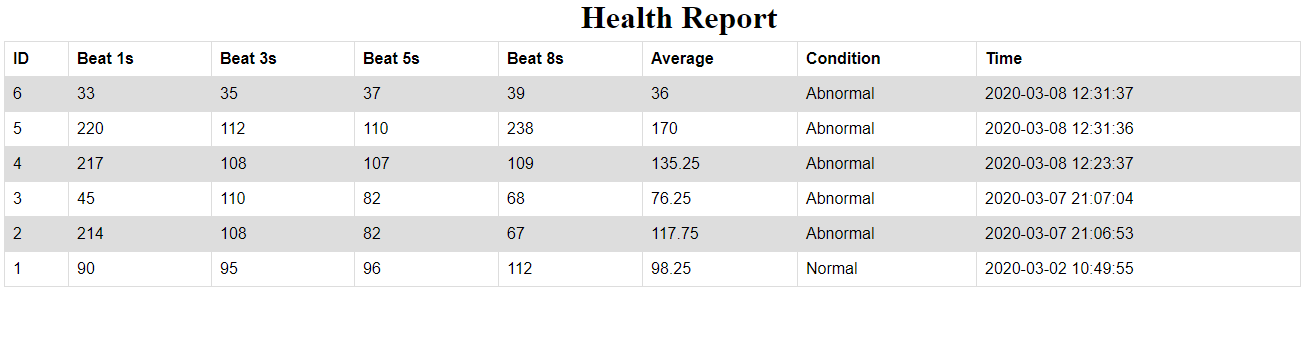 Health Report
ID Beat 1s Beat 3s Beat 5s Beat 8s Average Condition Time
6 33 35 37 39 36 Abnormal 2020-03-08 12:31:37
5 220 112 110 238 170 Abnormal 2020-03-08 12:31:36
4 217 108 107 109 135.25 Abnormal 2020-03-08 12:23:37
3 45 110 82 68 76.25 Abnormal 2020-03-07 21:07:04
2 214 108 82 67 117.75 Abnormal 2020-03-07 21:06:53
1 90 95 96 112 98.25 Normal 2020-03-02 10:49:55